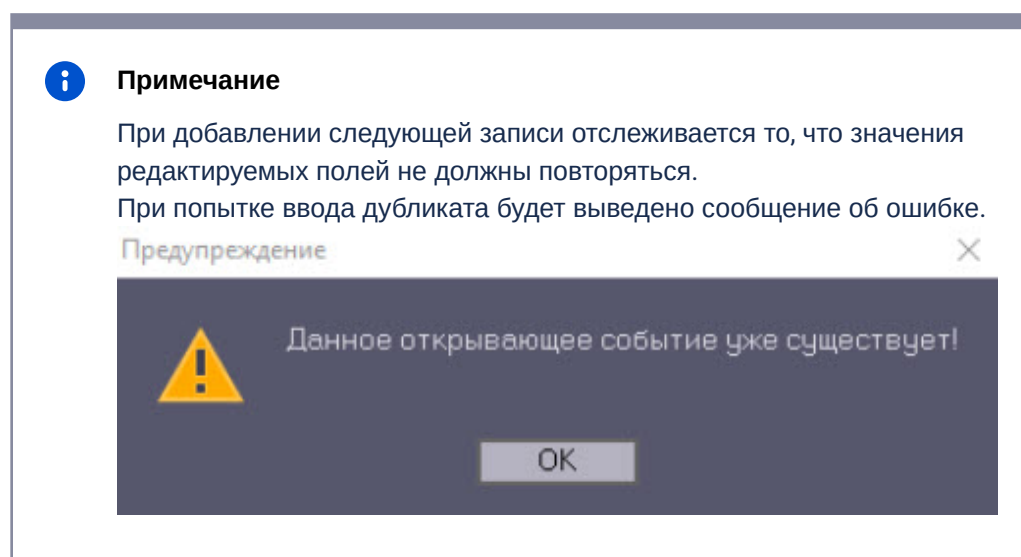 Примечание
При добавлении следующей записи отслеживается то, что значения
редактируемых полей не должны повторяться.
При попытке ввода дубликата будет выведено сообщение об ошибке.
Предупреждение
Данное открывающее событие уже существует!
OK